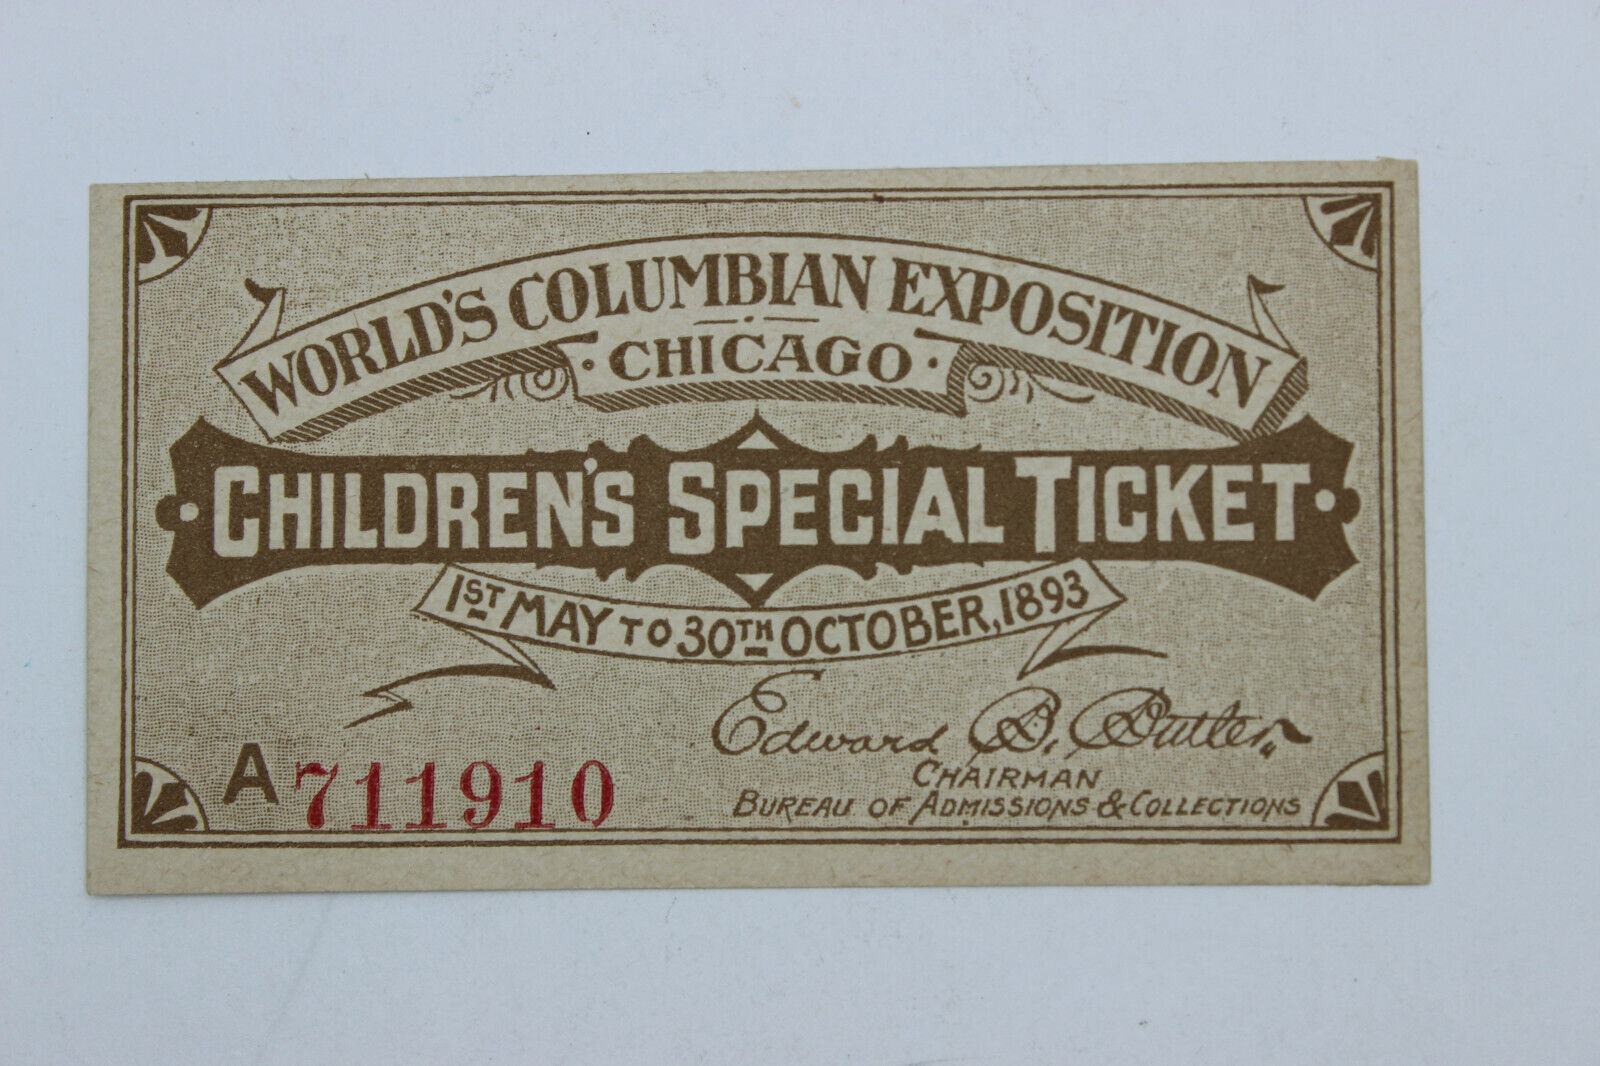 WORLD'S COLUMBIAN EXPOSITION
· CHICAGO ·
· CHILDREN'S SPECIAL TICKET ·
1ST MAY TO 30TH OCTOBER, 1893
Edward B. Butler
CHAIRMAN
BUREAU OF ADMISSIONS & COLLECTIONS
A 711910